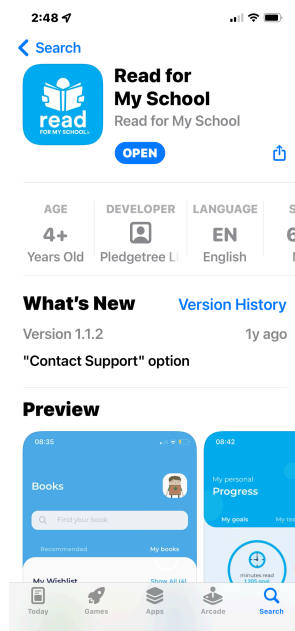 2:48
Search
read
FOR MY SCHOOL
Read for
My School
Read for My School
OPEN
AGE
DEVELOPER
LANGUAGE
4+
EN
Years Old
Pledgetree
English
What's New
Version History
Version 1.1.2
1y ago
"Contact Support" option
Preview
08:35
08:42
Books
My personal
Progress
Find your book
My goals
Recommended
My books
minutes read
1,205 goal
My Wishlist
Show All (4)
Today
Games
Apps
Arcade
Search